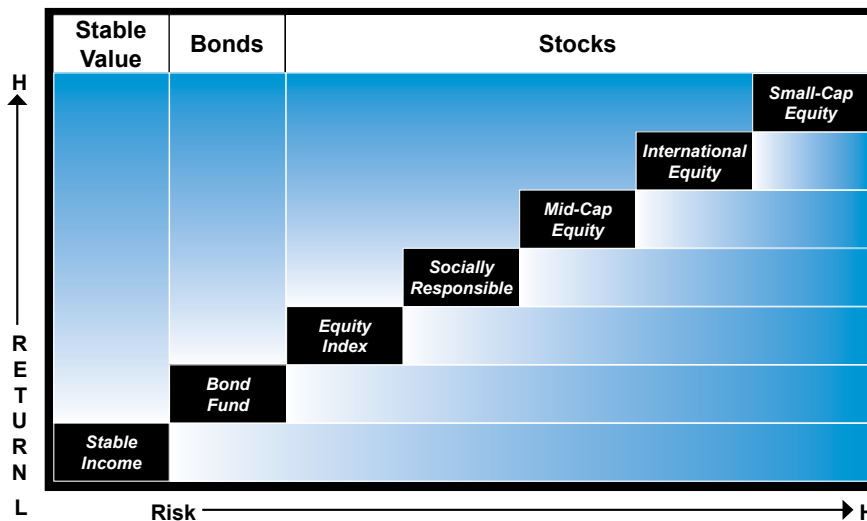 Stable
Value
Bonds
Stocks
H
Small-Cap
Equity
International
Equity
Mid-Cap
Equity
Socially
Responsible
Equity
Index
Bond
Fund
Stable
Income
R
E
T
U
R
N
L
Risk